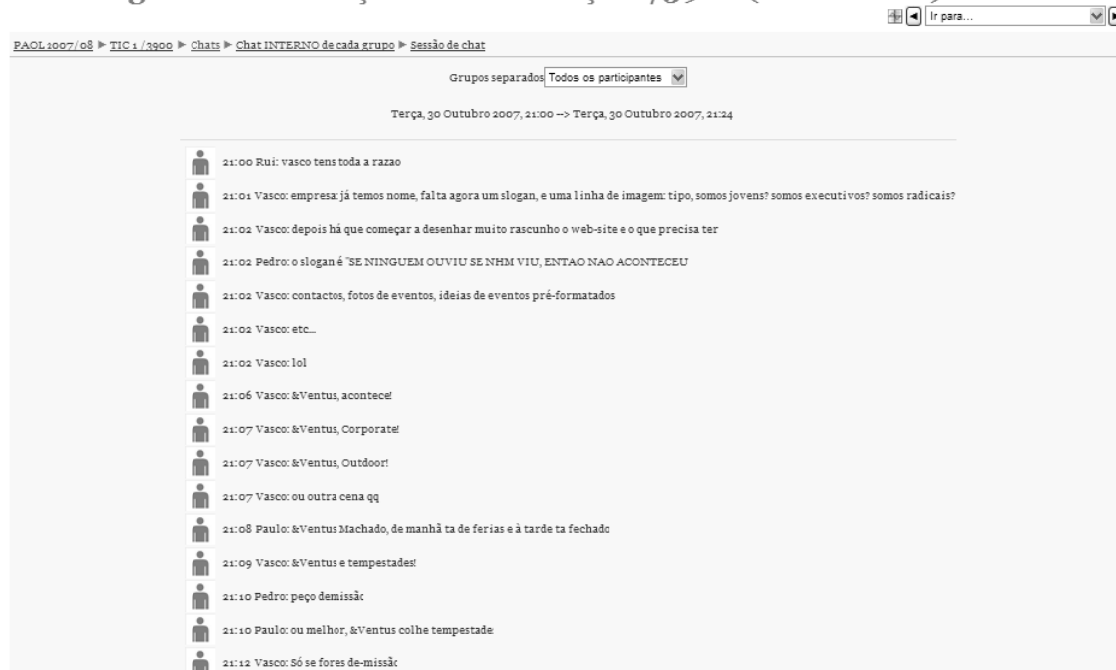 Ir para...
PAOL 2007/08 ► TIC 1 /3900 ► Chats ► Chat INTERNO de cada grupo ► Sessão de chat
Grupos separados Todos os participantes
Terça, 30 Outubro 2007, 21:00 --> Terça, 30 Outubro 2007, 21:24
21:00 Rui: vasco tens toda a razao
21:01 Vasco: empresa: já temos nome, falta agora um slogan, e uma linha de imagem: tipo, somos jovens? somos executivos? somos radicais?
21:02 Vasco: depois há que começar a desenhar muito rascunho o web-site e o que precisa ter
21:02 Pedro: o slogan é "SE NINGUEM OUVIU SE NHM VIU, ENTAO NAO ACONTECEU
21:02 Vasco: contactos, fotos de eventos, ideias de eventos pré-formatados
21:02 Vasco: etc...
21:02 Vasco: lol
21:06 Vasco: &Ventus, acontece!
21:07 Vasco: &Ventus, Corporate!
21:07 Vasco: &Ventus, Outdoor!
21:07 Vasco: ou outra cena qq
21:08 Paulo: &Ventus Machado, de manhã ta de ferias e à tarde ta fechado
21:09 Vasco: &Ventus e tempestades!
21:10 Pedro: peço demissão
21:10 Paulo: ou melhor, &Ventus colhe tempestade
21:12 Vasco: Só se fores de-missão